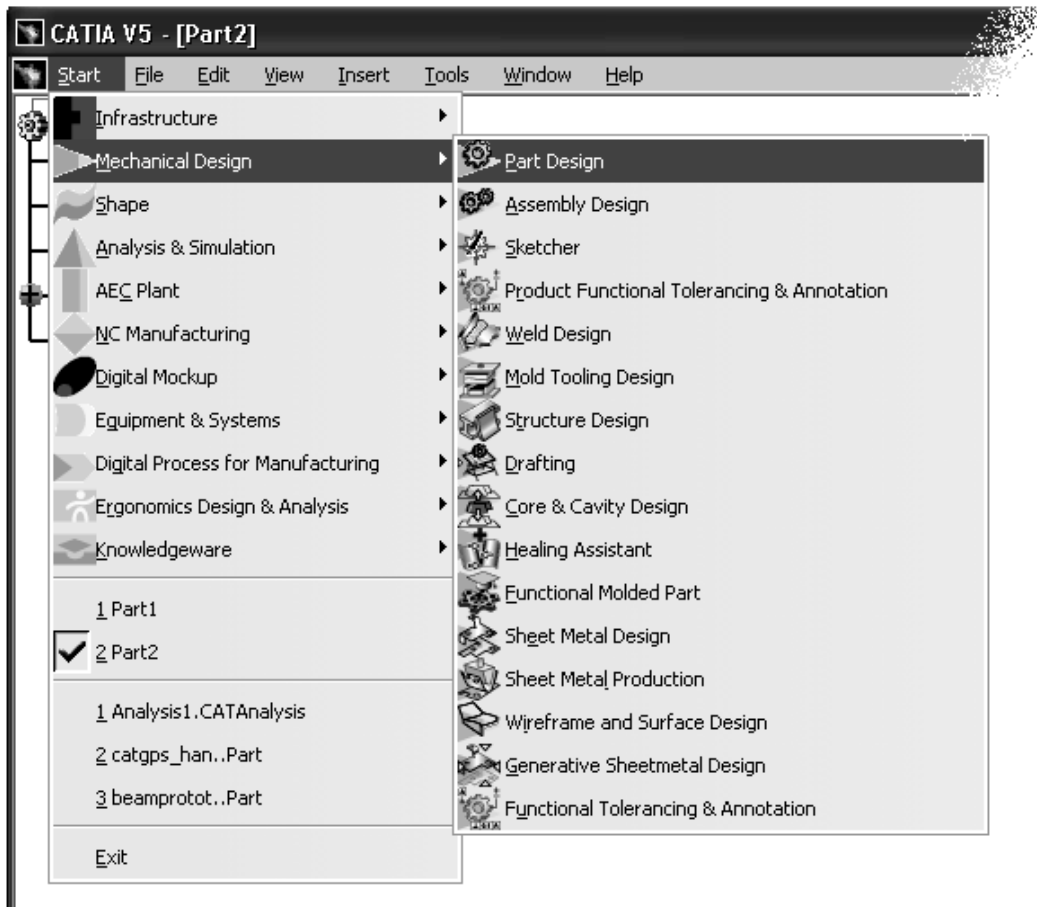 CATIA V5 - [Part2]
Start File Edit View Insert Tools Window Help
Infrastructure
Mechanical Design
Shape
Analysis & Simulation
AEC Plant
NC Manufacturing
Digital Mockup
Equipment & Systems
Digital Process for Manufacturing
Ergonomics Design & Analysis
Knowledgeware
1 Part1
2 Part2
1 Analysis1.CATAnalysis
2 catgps_han..Part
3 beamprotot..Part
Exit
Part Design
Assembly Design
Sketcher
Product Functional Tolerancing & Annotation
Weld Design
Mold Tooling Design
Structure Design
Drafting
Core & Cavity Design
Healing Assistant
Functional Molded Part
Sheet Metal Design
Sheet Metal Production
Wireframe and Surface Design
Generative Sheetmetal Design
Functional Tolerancing & Annotation